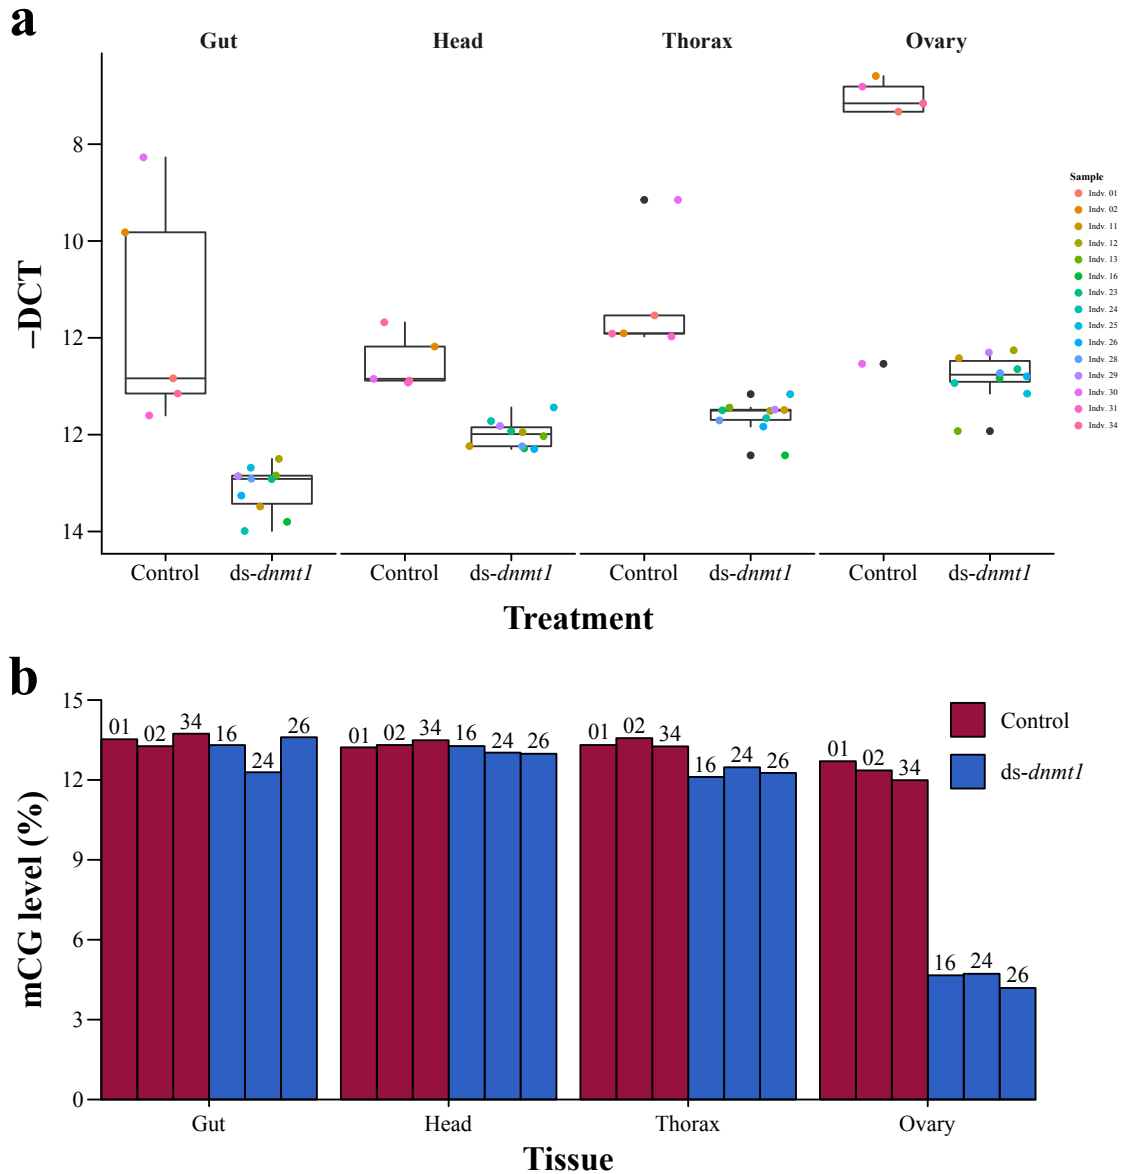 a
Gut Head Thorax Ovary
–DCT
8
10
12
12
14
Control ds-dnmt1 Control ds-dnmt1 Control ds-dnmt1 Control ds-dnmt1
Treatment
Sample
Indv. 01
Indv. 02
Indv. 11
Indv. 12
Indv. 13
Indv. 16
Indv. 23
Indv. 24
Indv. 25
Indv. 26
Indv. 28
Indv. 29
Indv. 30
Indv. 31
Indv. 34
b
mCG level (%)
15
12
9
6
3
0
01 02 34 16 24 26 01 02 34 16 24 26 01 02 34 16 24 26 01 02 34 16 24 26
Control
ds-dnmt1
Gut Head Thorax Ovary
Tissue